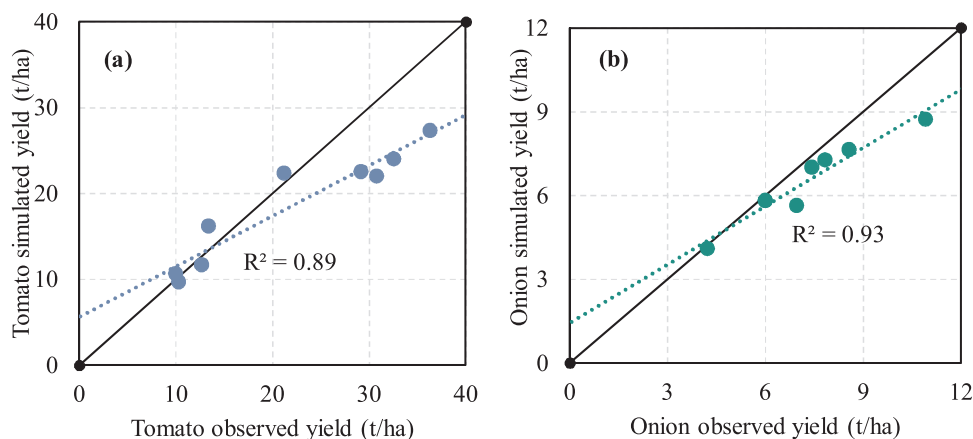 Tomato simulated yield (t/ha)
40
30
20
10
0
(a)
R² = 0.89
0 10 20 30 40
Tomato observed yield (t/ha)
Onion simulated yield (t/ha)
12
9
6
3
0
(b)
R² = 0.93
0 3 6 9 12
Onion observed yield (t/ha)